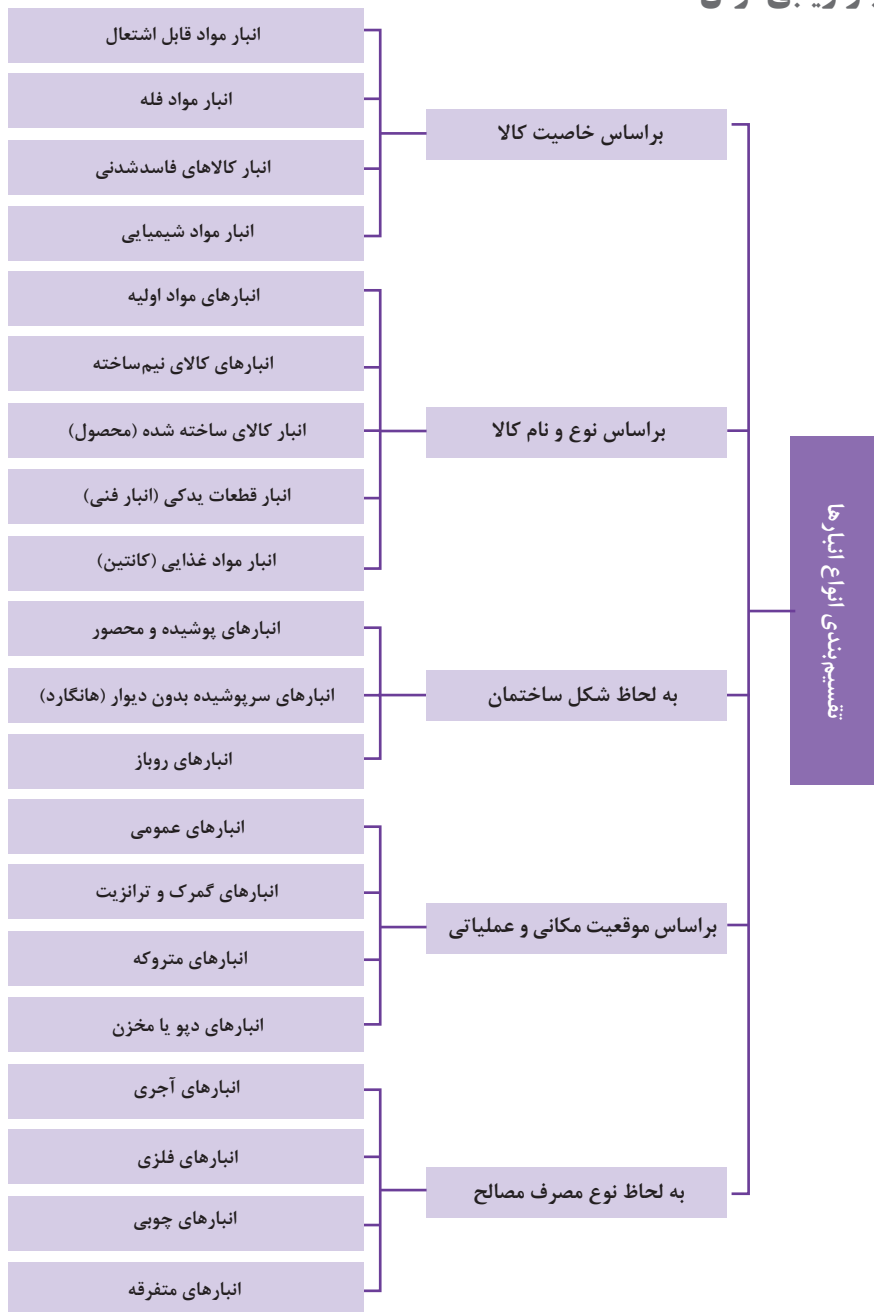 تقسیم‌بندی انواع انبارها
براساس خاصیت کالا
انبار مواد قابل اشتعال
انبار مواد فله
انبار کالاهای فاسدشدنی
انبار مواد شیمیایی
براساس نوع و نام کالا
انبارهای مواد اولیه
انبارهای کالای نیم‌ساخته
انبار کالای ساخته شده (محصول)
انبار قطعات یدکی (انبار فنی)
انبار مواد غذایی (کانتین)
به لحاظ شکل ساختمان
انبارهای پوشیده و محصور
انبارهای سرپوشیده بدون دیوار (هانگارد)
انبارهای روباز
براساس موقعیت مکانی و عملیاتی
انبارهای عمومی
انبارهای گمرک و ترانزیت
انبارهای متروکه
انبارهای دپو یا مخزن
به لحاظ نوع مصرف مصالح
انبارهای آجری
انبارهای فلزی
انبارهای چوبی
انبارهای متفرقه